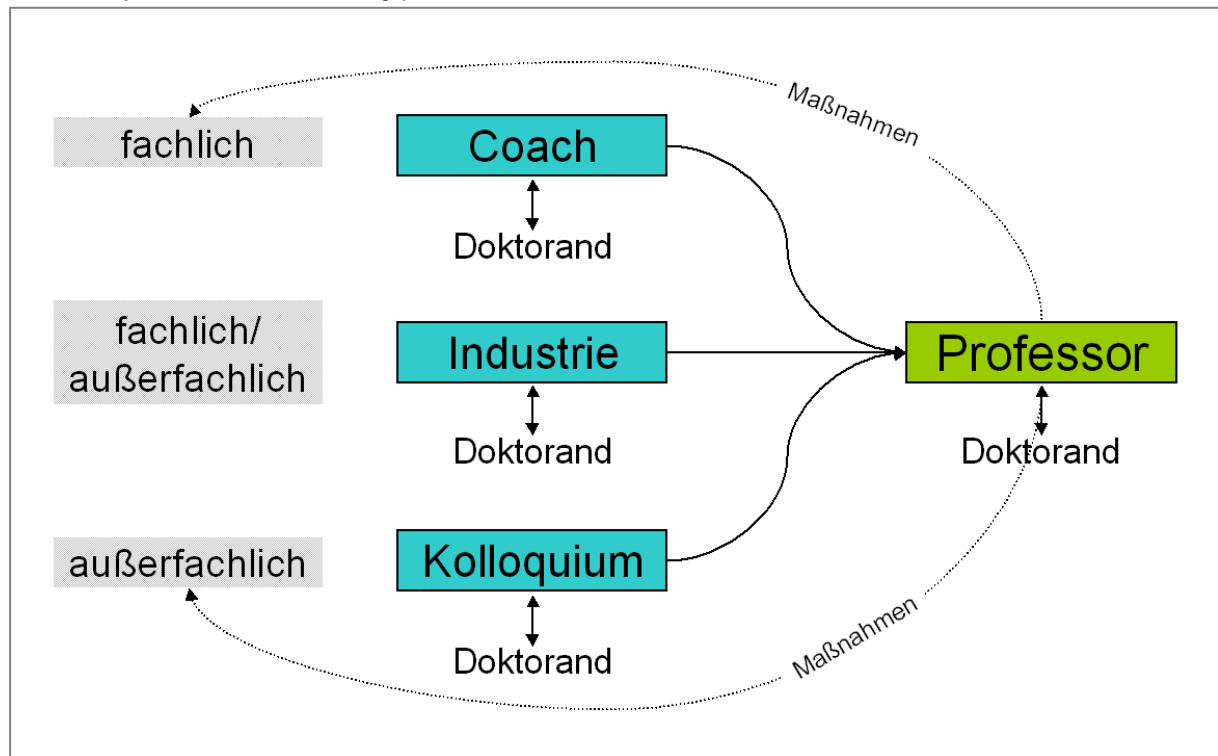 Maßnahmen
fachlich
Coach
Doktorand
fachlich/
außerfachlich
Industrie
Professor
Doktorand
Doktorand
außerfachlich
Kolloquium
Maßnahmen
Doktorand